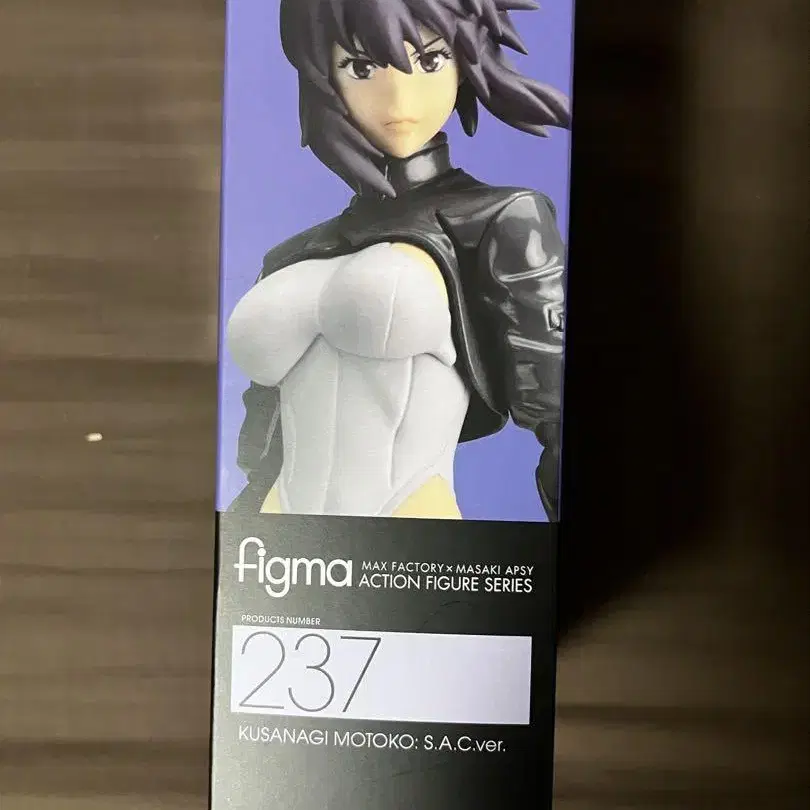 figma
MAX FACTORY×MASAKI APSY
ACTION FIGURE SERIES
PRODUCTS NUMBER
237
KUSANAGI MOTOKO: S.A.C.ver.